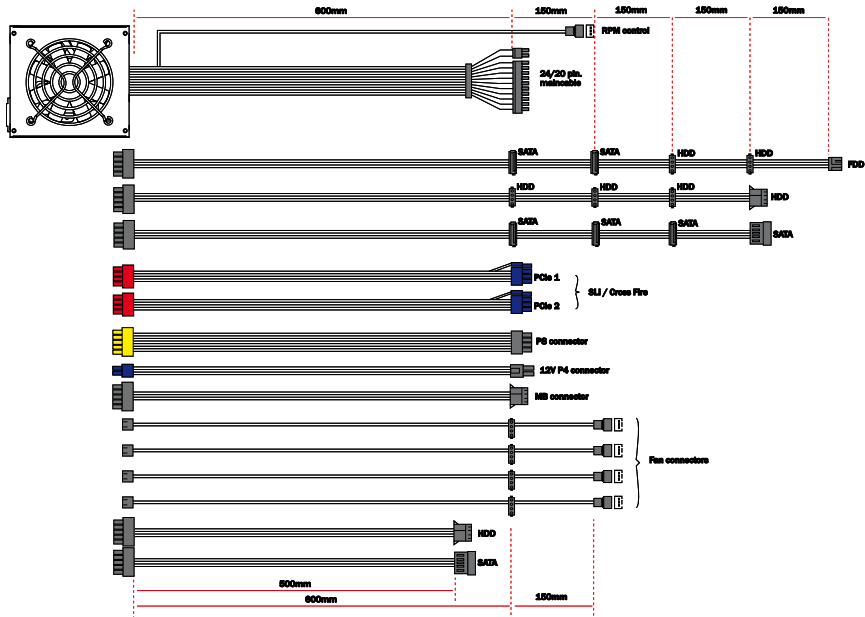 600mm 150mm 150mm 150mm 150mm
RPM control
24/20 pin.
maincable
SATA SATA HDD HDD FDD
HDD HDD HDD HDD
SATA SATA SATA SATA
PCIe 1
SLI / Cross Fire
PCIe 2
P8 connector
12V P4 connector
MB connector
Fan connectors
HDD
SATA
500mm
600mm 150mm